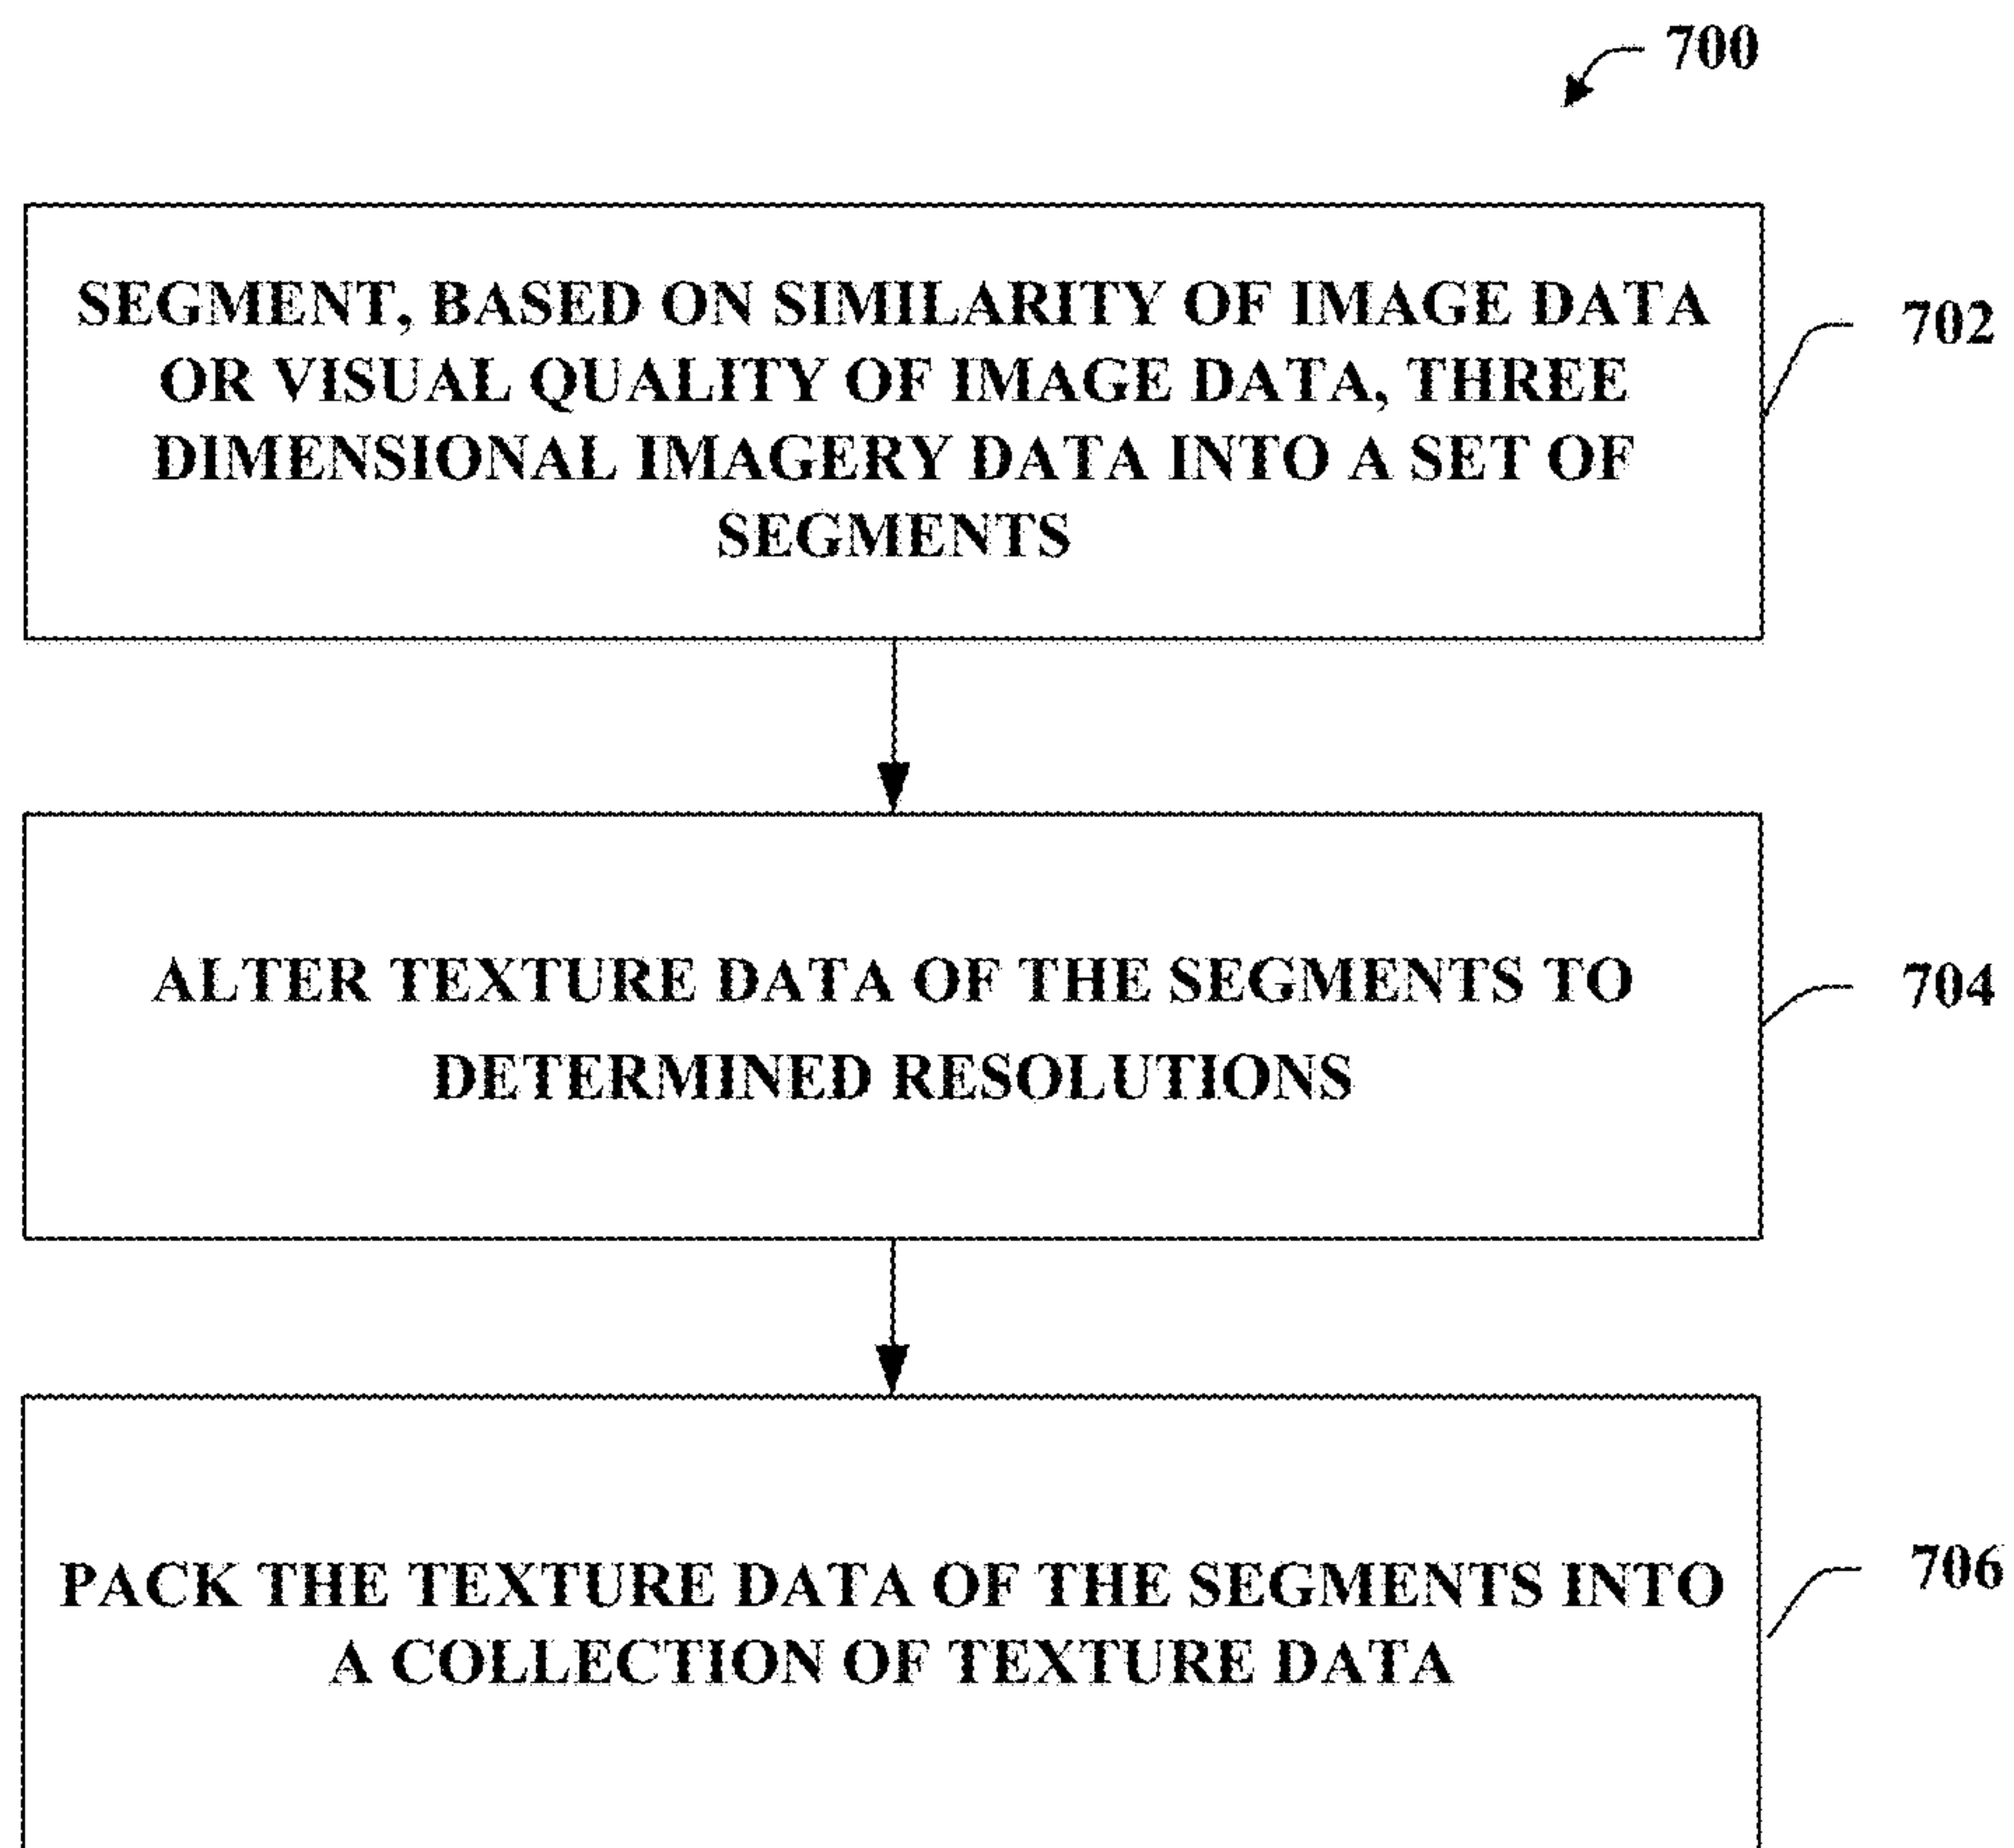 700
SEGMENT, BASED ON SIMILARITY OF IMAGE DATA
OR VISUAL QUALITY OF IMAGE DATA, THREE
DIMENSIONAL IMAGERY DATA INTO A SET OF
SEGMENTS
702
ALTER TEXTURE DATA OF THE SEGMENTS TO
DETERMINED RESOLUTIONS
704
PACK THE TEXTURE DATA OF THE SEGMENTS INTO
A COLLECTION OF TEXTURE DATA
706